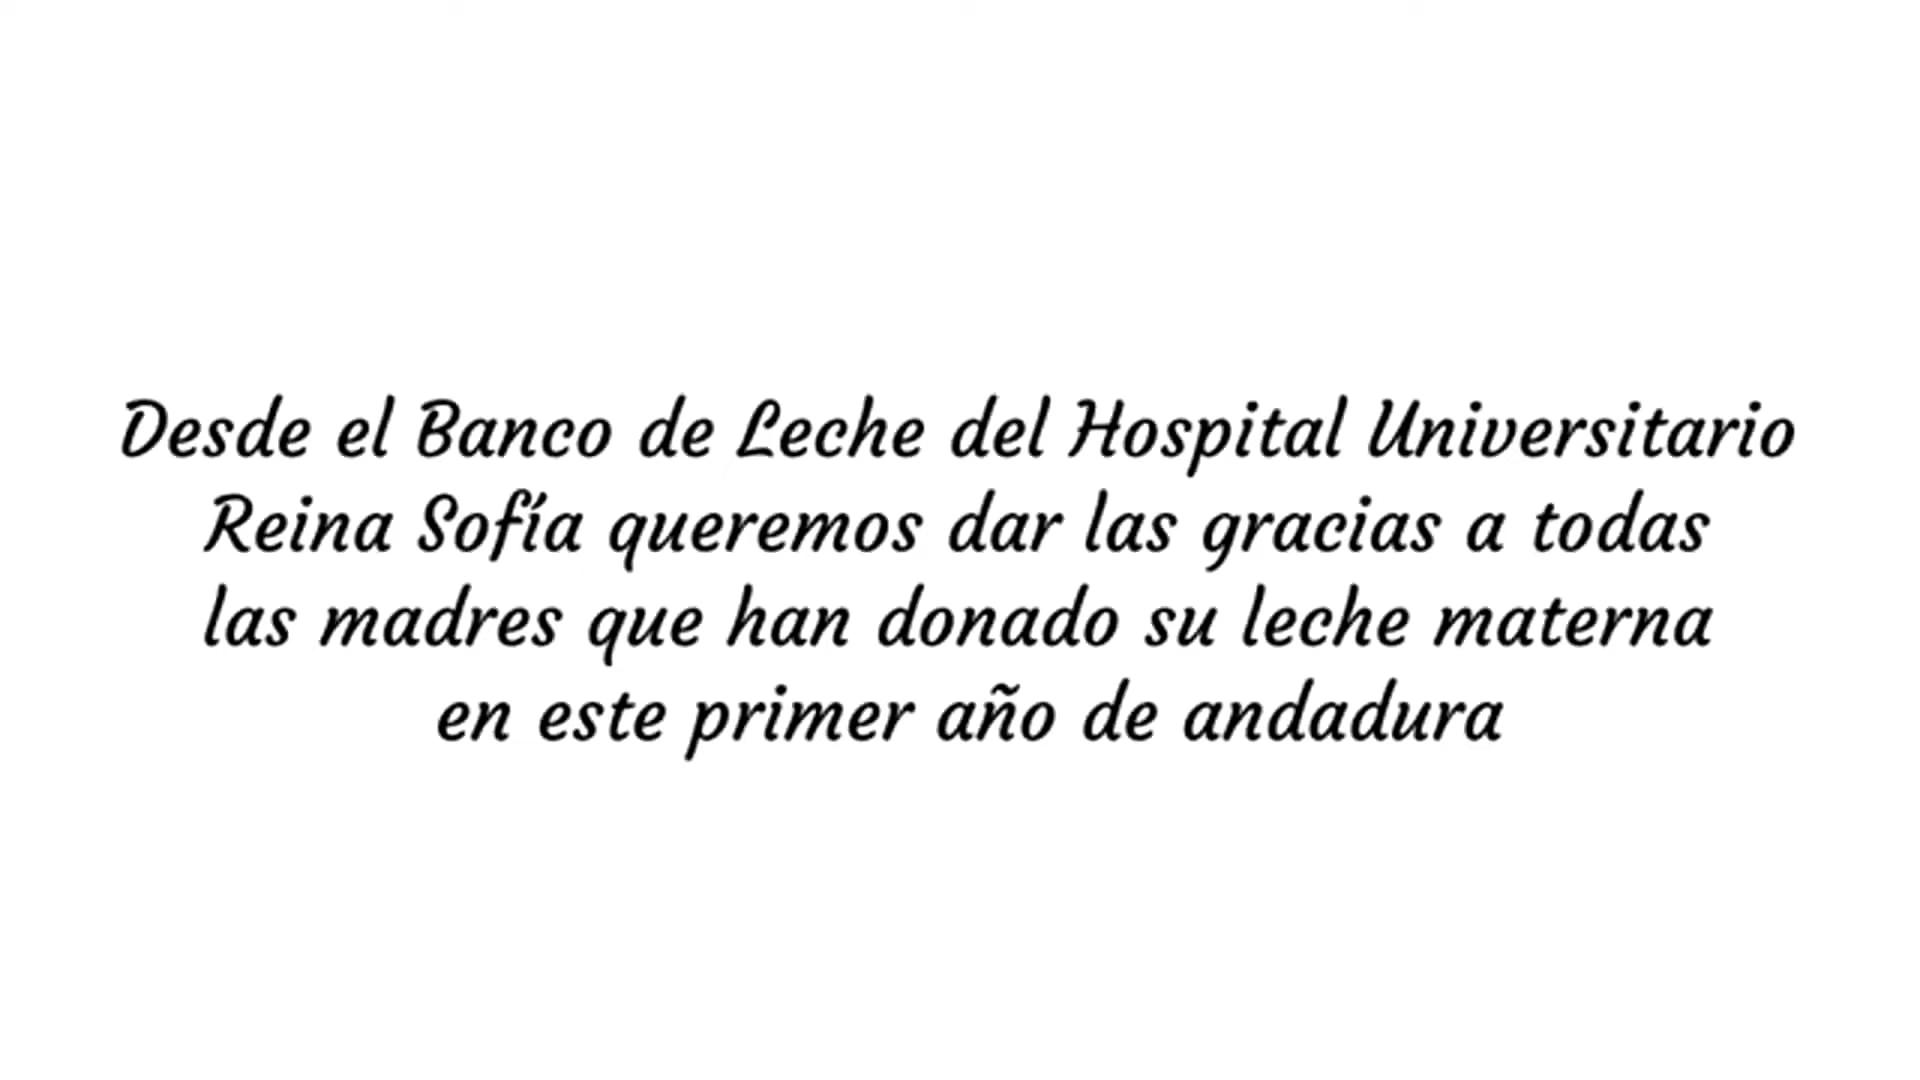 Desde el Banco de Leche del Hospital Universitario
Reina Sofía queremos dar las gracias a todas
las madres que han donado su leche materna
en este primer año de andadura